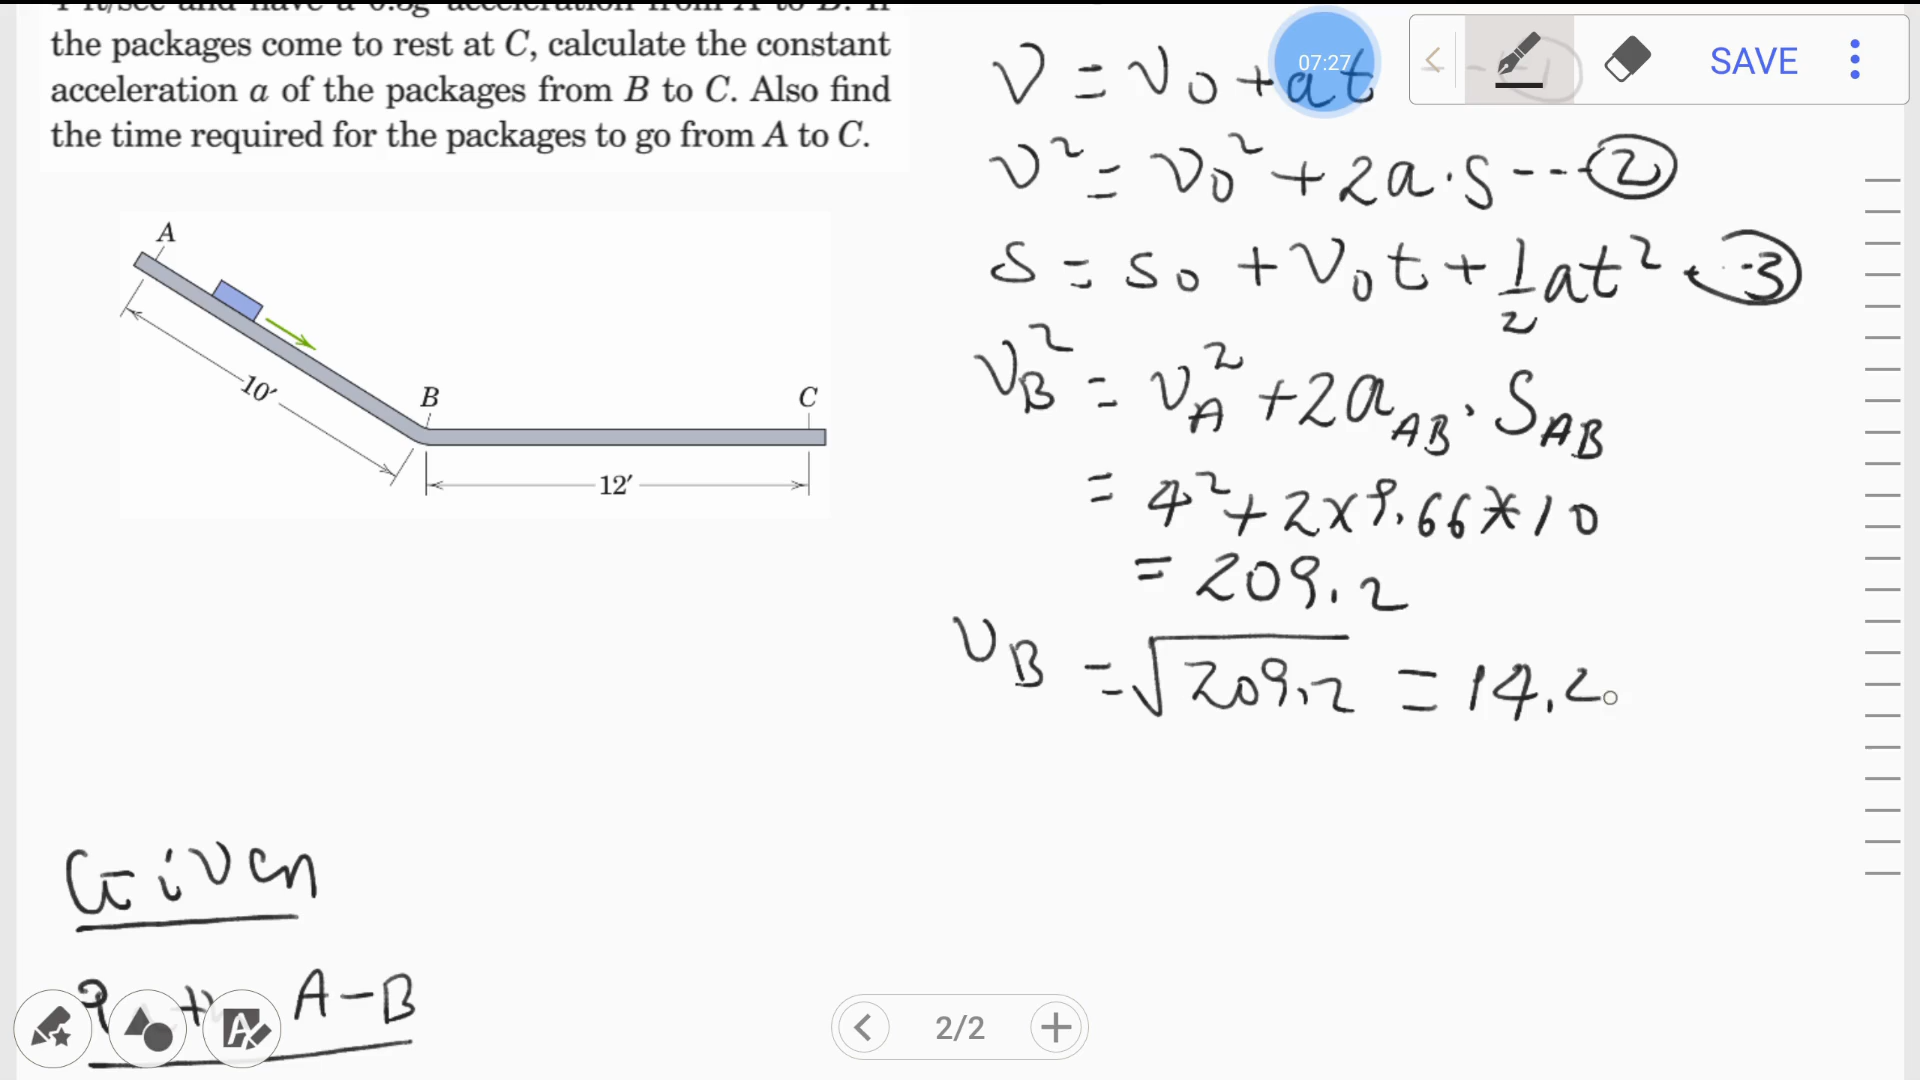 the packages come to rest at C, calculate the constant
acceleration a of the packages from B to C. Also find
the time required for the packages to go from A to C.
A
10′
B
C
12′
Given
A-B
V = V0 + at
07:27
SAVE
V² = V0² + 2a·S --- 2
S = S0 + V0t + 1/2 at² -- 3
VB² = VA² + 2aAB · SAB
= 4² + 2×9.66*10
= 209.2
VB = √209.2 = 14.
2/2